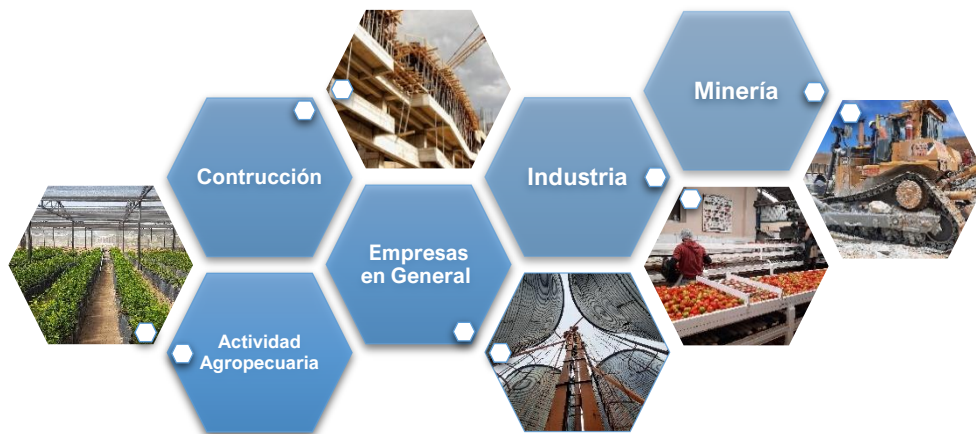 Minería
Contrucción
Industria
Empresas
en General
Actividad
Agropecuaria